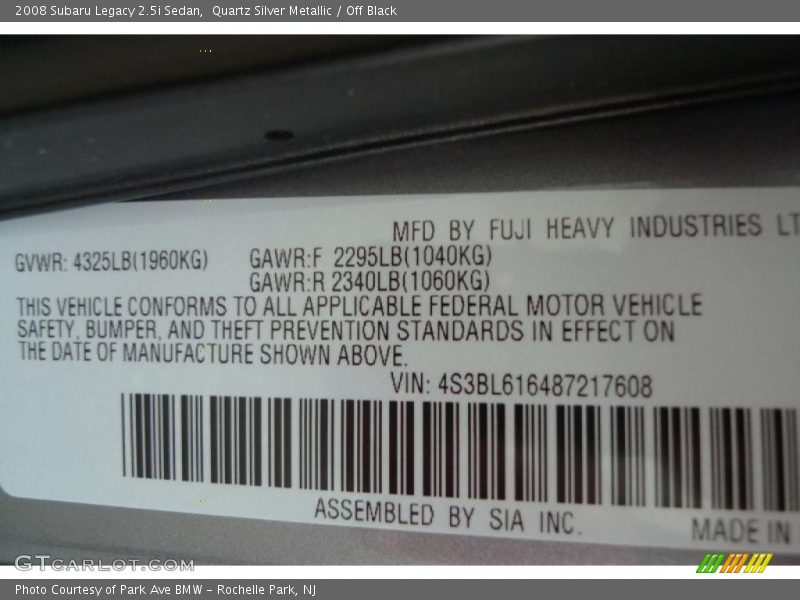 2008 Subaru Legacy 2.5i Sedan,  Quartz Silver Metallic / Off Black
MFD BY FUJI HEAVY INDUSTRIES LT
GVWR: 4325LB(1960KG) GAWR:F 2295LB(1040KG)
GAWR:R 2340LB(1060KG)
THIS VEHICLE CONFORMS TO ALL APPLICABLE FEDERAL MOTOR VEHICLE
SAFETY, BUMPER, AND THEFT PREVENTION STANDARDS IN EFFECT ON
THE DATE OF MANUFACTURE SHOWN ABOVE.
VIN: 4S3BL616487217608
ASSEMBLED BY SIA INC.
MADE IN
GTcarlot.com
Photo Courtesy of Park Ave BMW - Rochelle Park, NJ